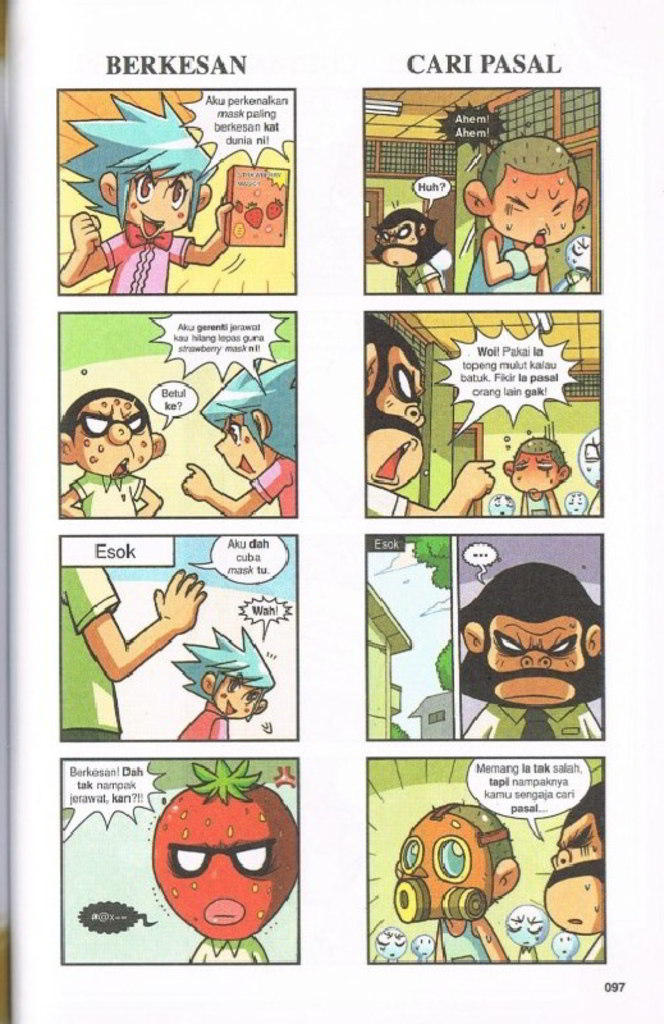 BERKESAN
Aku perkenalkan
mask paling
berkesan kat
dunia ni!
STRAWBERRY
MASK
Aku gerenti jerawat
kau hilang lepas guna
strawberry mask ni!
Betul
ke?
Esok
Aku dah
cuba
mask tu.
Wah!
Berkesan! Dah
tak nampak
jerawat, kan?!!
#@x--
CARI PASAL
Ahem!
Ahem!
Huh?
Woi! Pakai la
topeng mulut kalau
batuk. Fikir la pasal
orang lain gak!
Esok
...
Memang la tak salah,
tapi nampaknya
kamu sengaja cari
pasal...
097